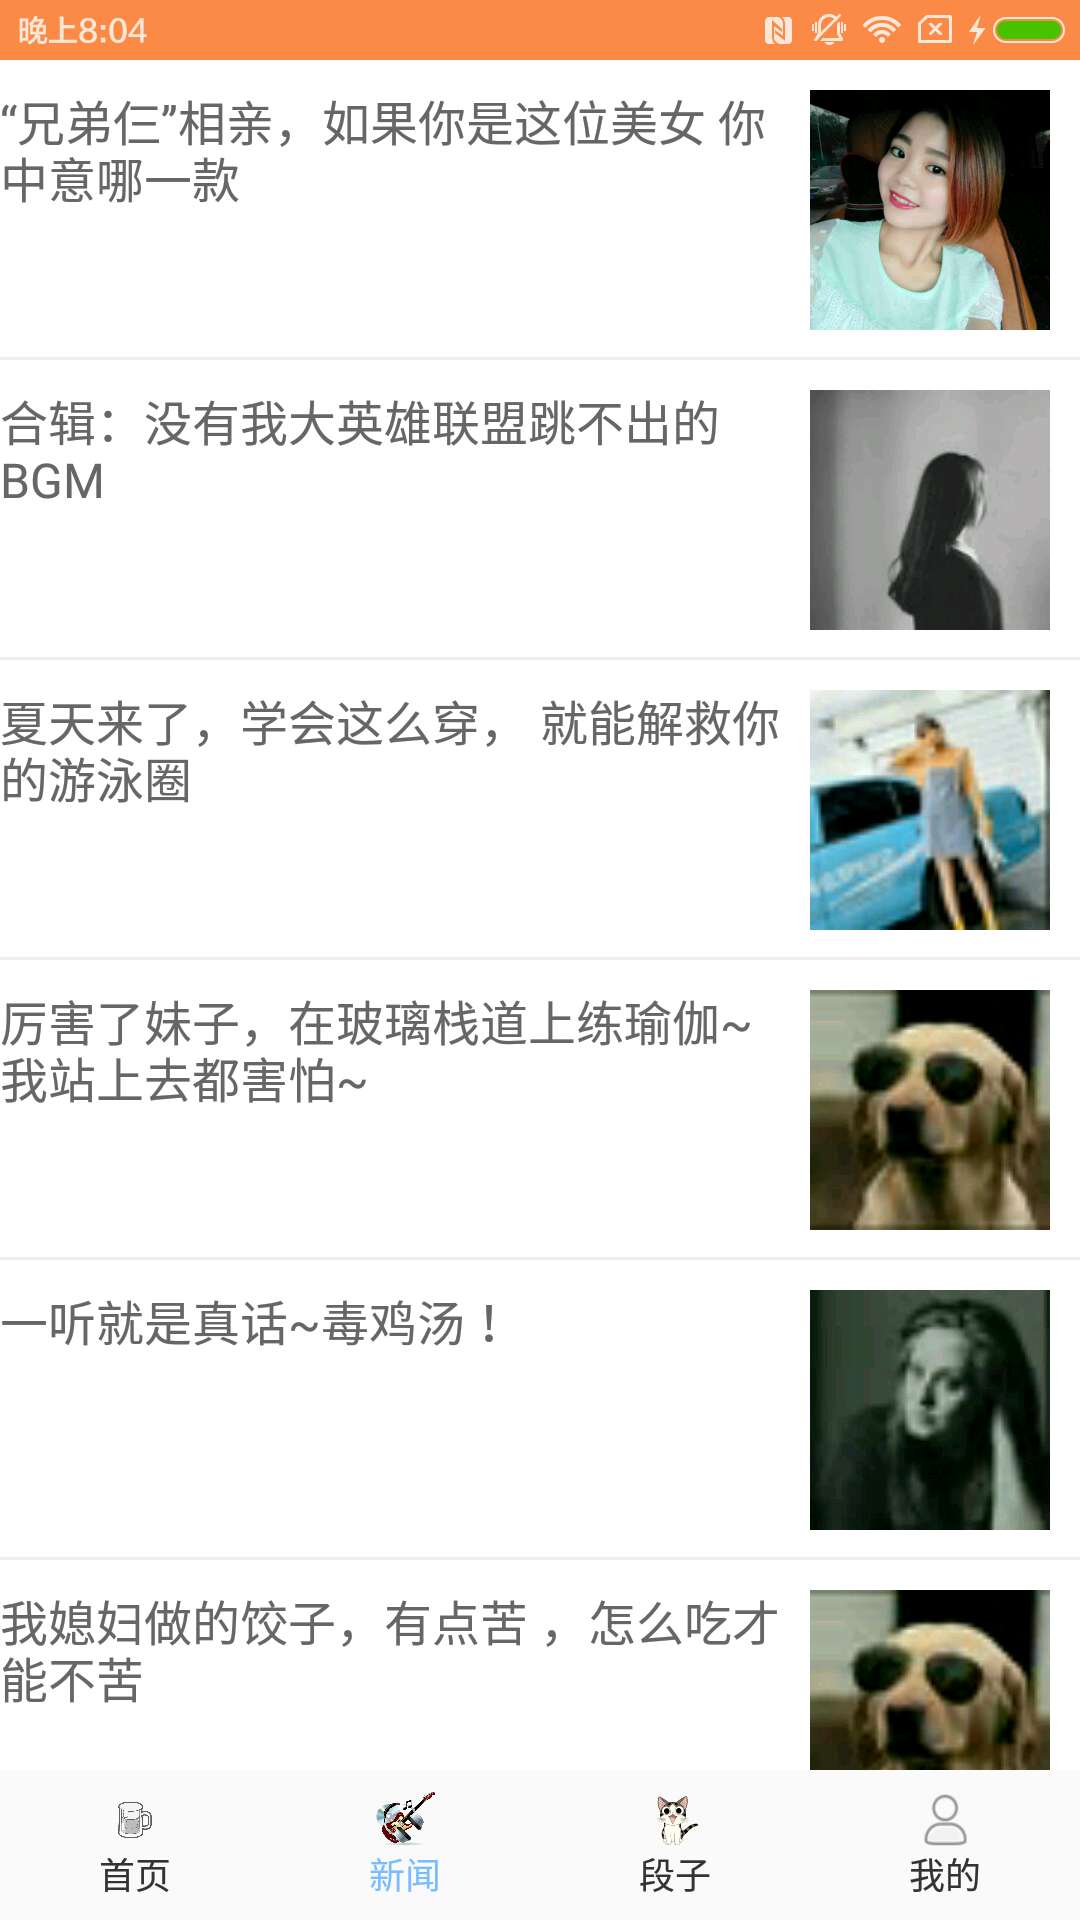 晚上8:04
“兄弟仨”相亲，如果你是这位美女 你
中意哪一款
合辑：没有我大英雄联盟跳不出的
BGM
夏天来了，学会这么穿， 就能解救你
的游泳圈
厉害了妹子，在玻璃栈道上练瑜伽~
我站上去都害怕~
一听就是真话~毒鸡汤！
我媳妇做的饺子，有点苦 ，怎么吃才
能不苦
首页
新闻
段子
我的